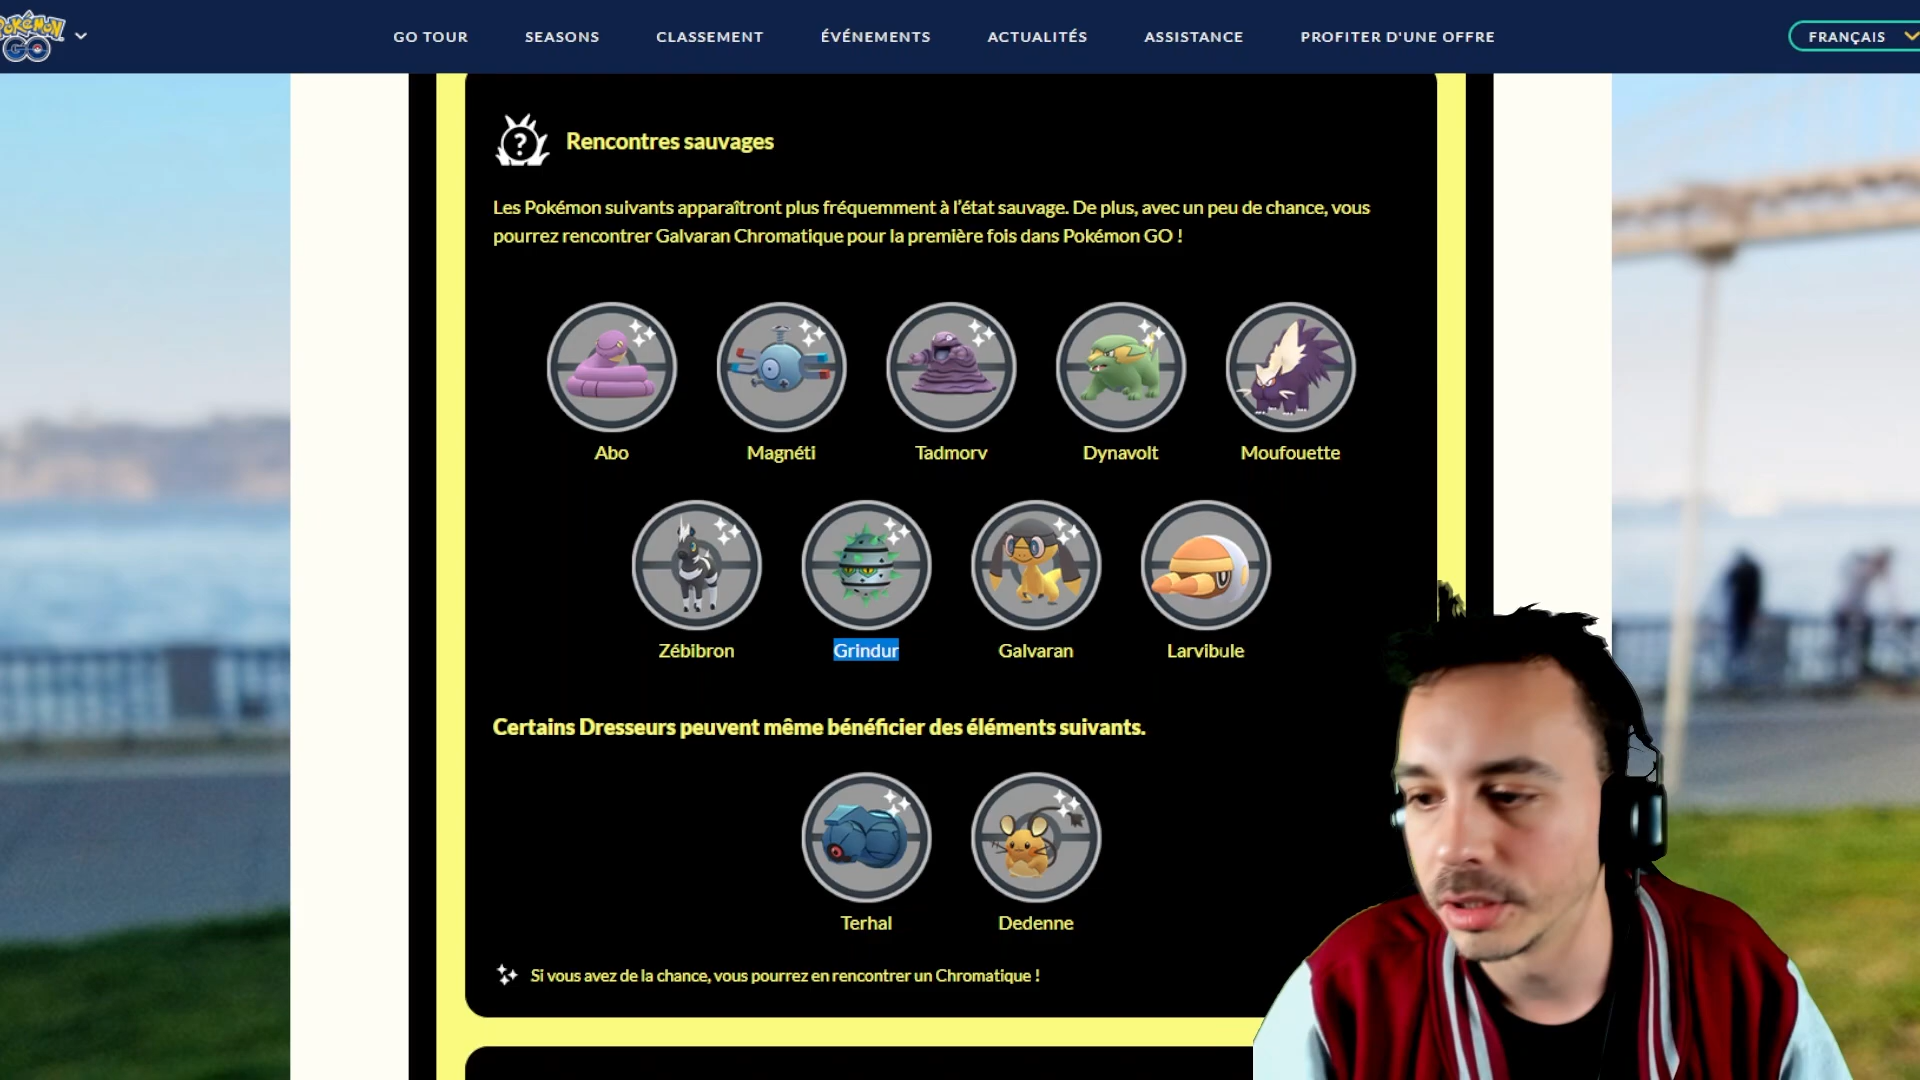 POKÉMON
GO
GO TOUR
SEASONS
CLASSEMENT
ÉVÉNEMENTS
ACTUALITÉS
ASSISTANCE
PROFITER D'UNE OFFRE
FRANÇAIS
Rencontres sauvages
Les Pokémon suivants apparaîtront plus fréquemment à l’état sauvage. De plus, avec un peu de chance, vous
pourrez rencontrer Galvaran Chromatique pour la première fois dans Pokémon GO !
Abo
Magnéti
Tadmorv
Dynavolt
Moufouette
Zébibron
Grindur
Galvaran
Larvibule
Certains Dresseurs peuvent même bénéficier des éléments suivants.
Terhal
Dedenne
Si vous avez de la chance, vous pourrez en rencontrer un Chromatique !